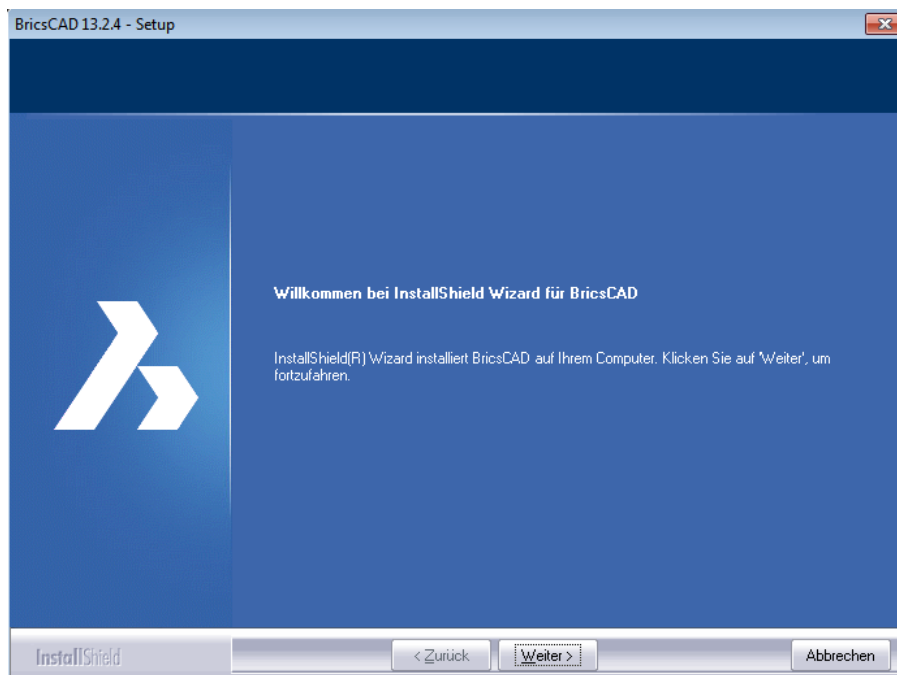 BricsCAD 13.2.4 - Setup
Willkommen bei InstallShield Wizard für BricsCAD
InstallShield(R) Wizard installiert BricsCAD auf Ihrem Computer. Klicken Sie auf 'Weiter', um
fortzufahren.
InstallShield
< Zurück
Weiter >
Abbrechen